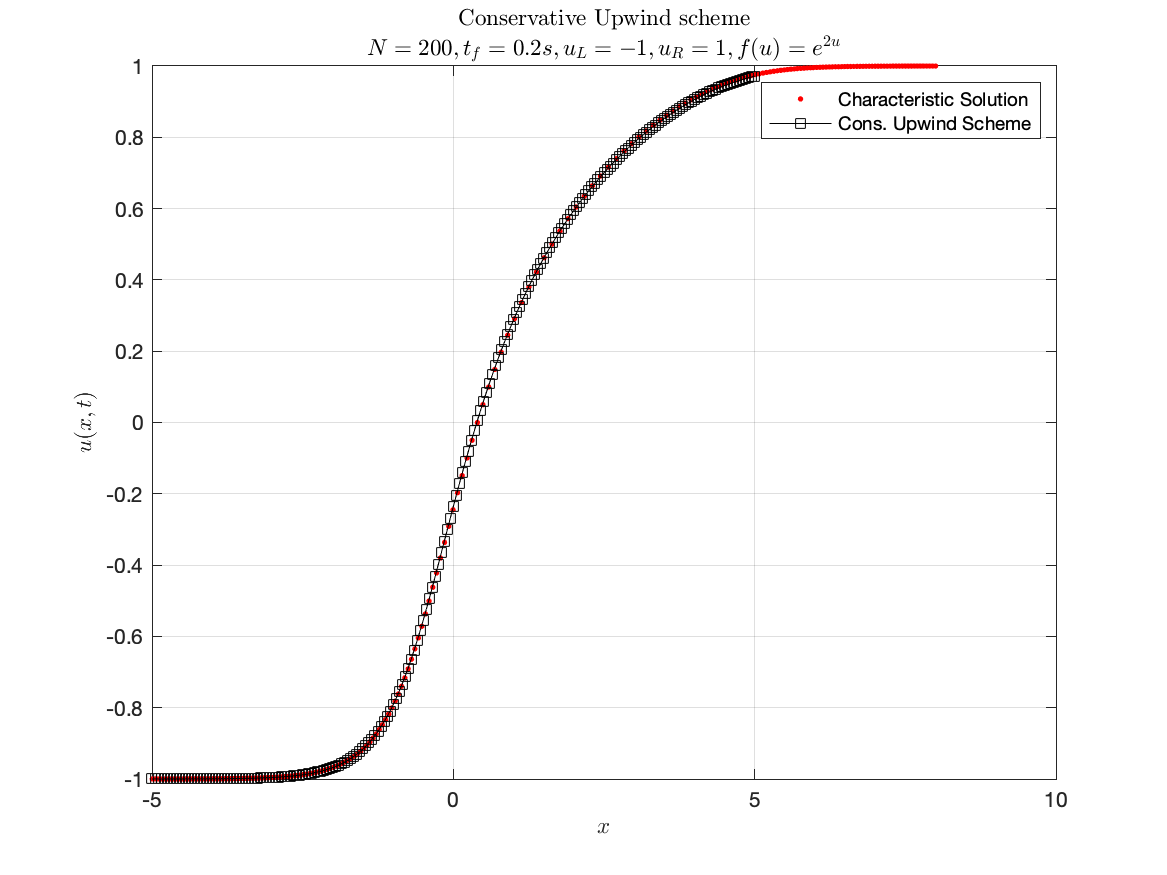 Conservative Upwind scheme
N = 200, t_f = 0.2s, u_L = −1, u_R = 1, f(u) = e^{2u}
1
0.8
0.6
0.4
0.2
0
-0.2
-0.4
-0.6
-0.8
-1
u(x, t)
Characteristic Solution
Cons. Upwind Scheme
-5 0 5 10
x